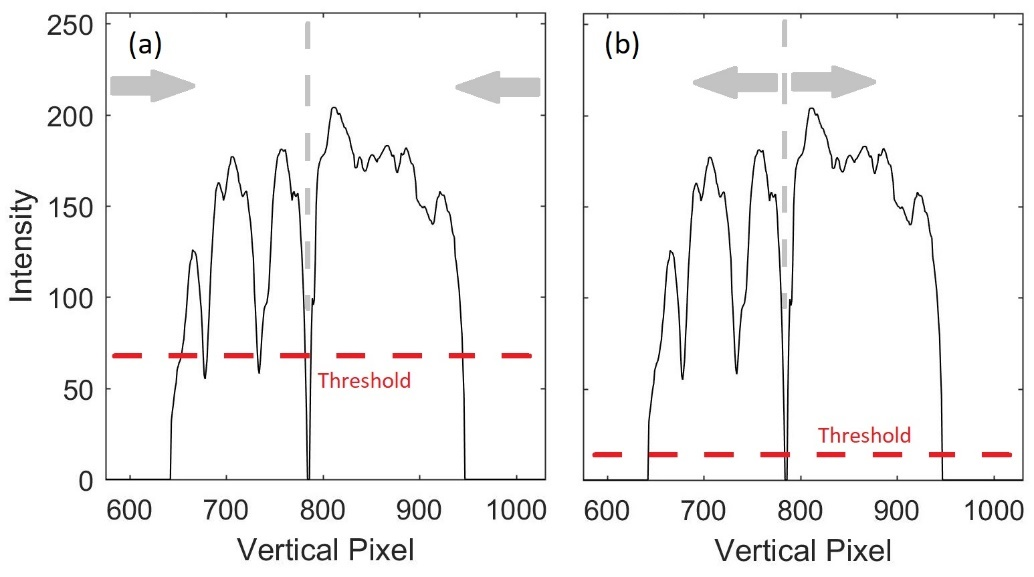 (a)
250
200
150
100
50
0
Intensity
Threshold
600 700 800 900 1000
Vertical Pixel
(b)
Threshold
600 700 800 900 1000
Vertical Pixel